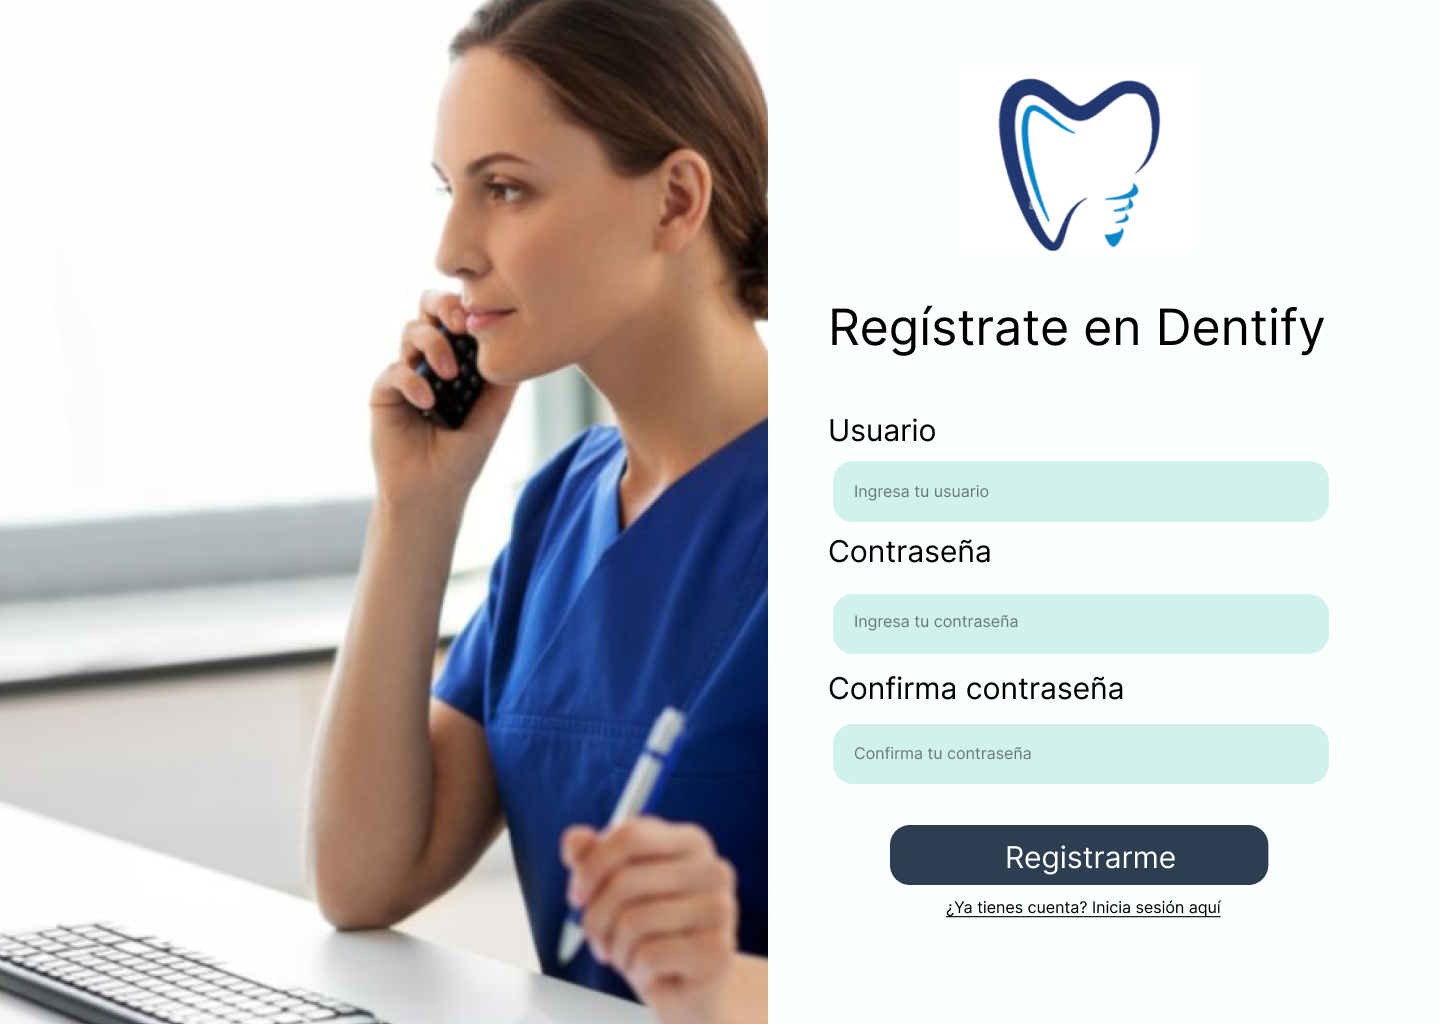 Regístrate en Dentify
Usuario
Ingresa tu usuario
Contraseña
Ingresa tu contraseña
Confirma contraseña
Confirma tu contraseña
Registrarme
¿Ya tienes cuenta? Inicia sesión aquí